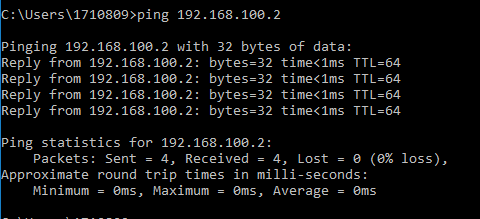 C:\Users\1710809>ping 192.168.100.2
Pinging 192.168.100.2 with 32 bytes of data:
Reply from 192.168.100.2: bytes=32 time<1ms TTL=64
Reply from 192.168.100.2: bytes=32 time<1ms TTL=64
Reply from 192.168.100.2: bytes=32 time<1ms TTL=64
Reply from 192.168.100.2: bytes=32 time<1ms TTL=64
Ping statistics for 192.168.100.2:
    Packets: Sent = 4, Received = 4, Lost = 0 (0% loss),
Approximate round trip times in milli-seconds:
    Minimum = 0ms, Maximum = 0ms, Average = 0ms